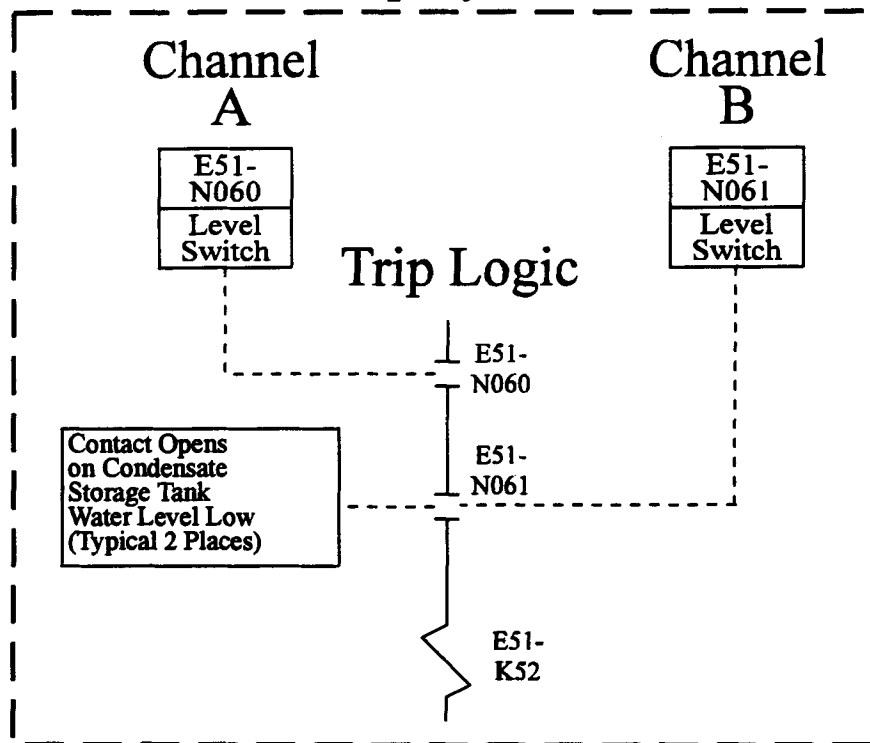 Channel
A
Channel
B
E51-
N060
Level
Switch
E51-
N061
Level
Switch
Trip Logic
E51-
N060
Contact Opens
on Condensate
Storage Tank
Water Level Low
(Typical 2 Places)
E51-
N061
E51-
K52